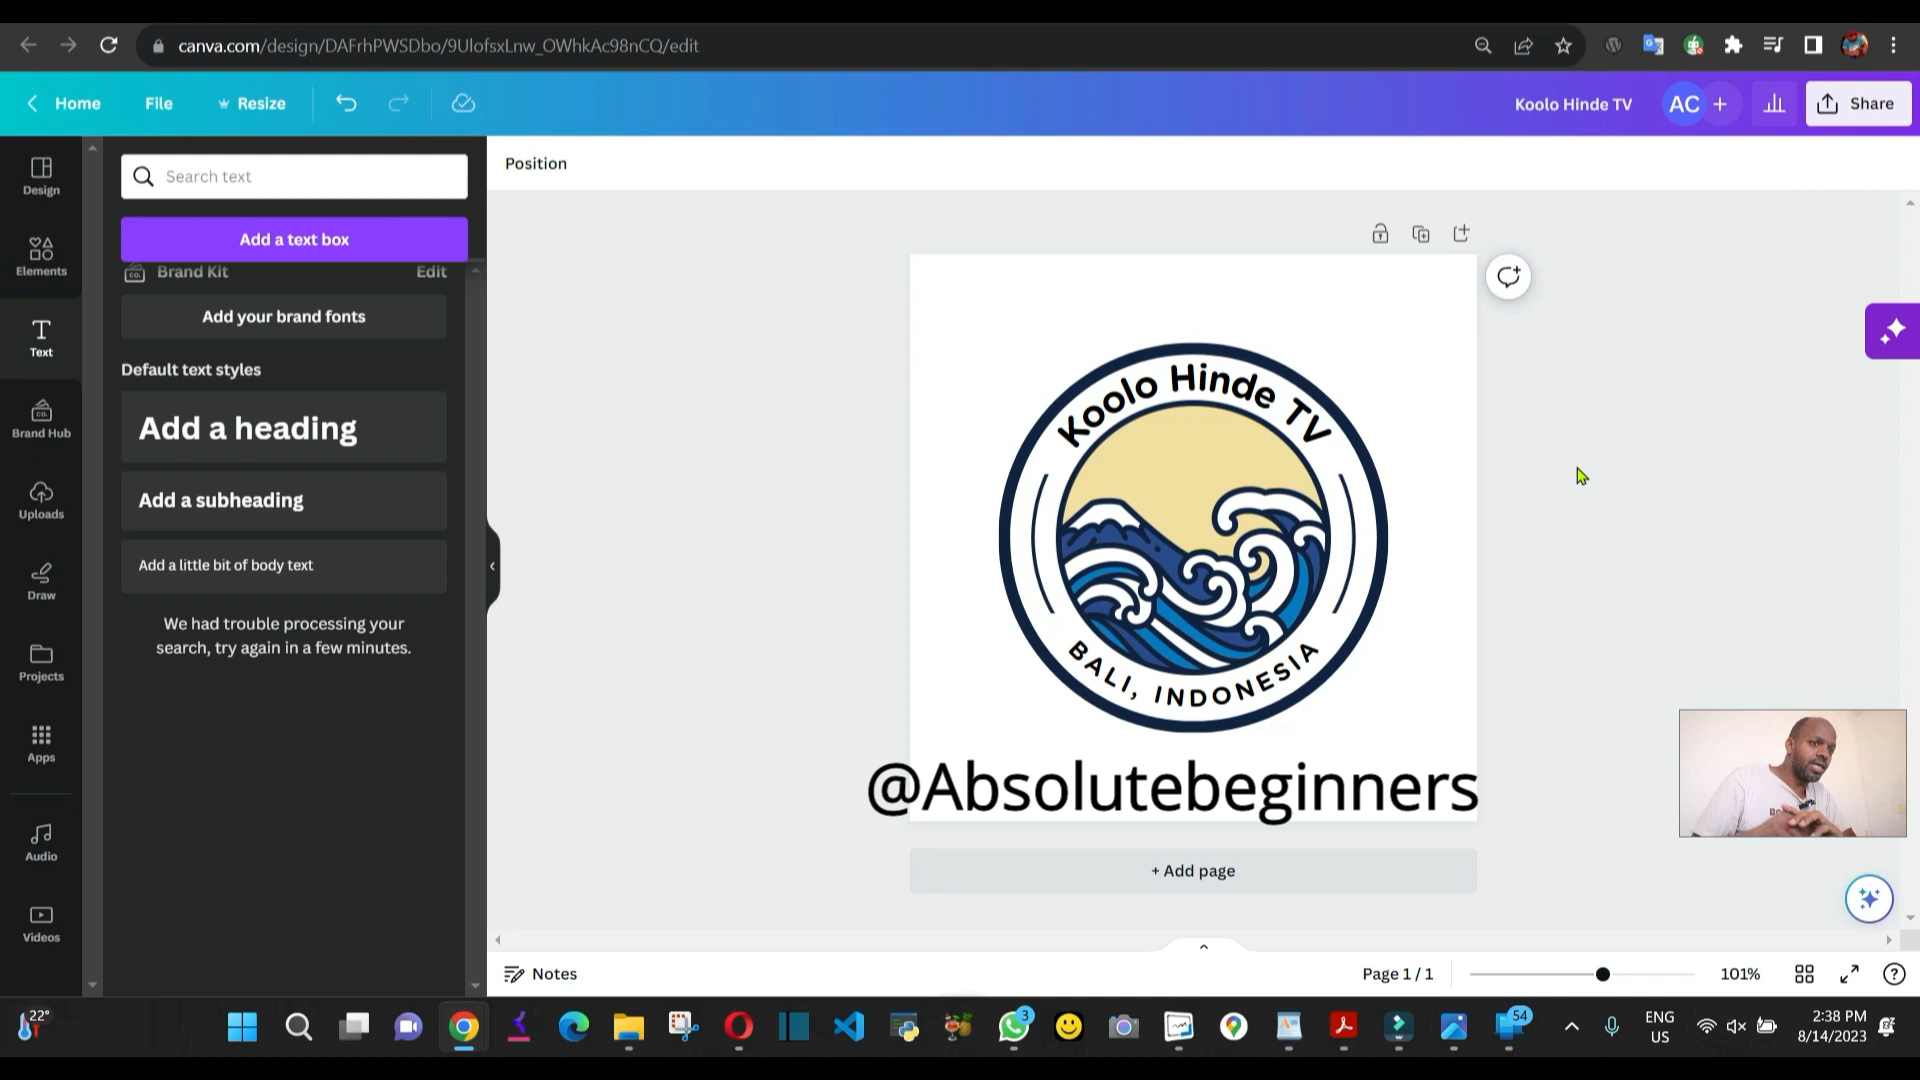 canva.com/design/DAFrhPWSDbo/9UlofsxLnw_OWhkAc98nCQ/edit
Home
File
Resize
Koolo Hinde TV
AC
+
Share
Design
Elements
Text
Brand Hub
Uploads
Draw
Projects
Apps
Audio
Videos
Search text
Add a text box
Brand Kit
Edit
Add your brand fonts
Default text styles
Add a heading
Add a subheading
Add a little bit of body text
We had trouble processing your
search, try again in a few minutes.
Position
Koolo Hinde TV
BALI, INDONESIA
@Absolutebeginners
+ Add page
Notes
Page 1 / 1
101%
22°
3
54
ENG
US
2:38 PM
8/14/2023